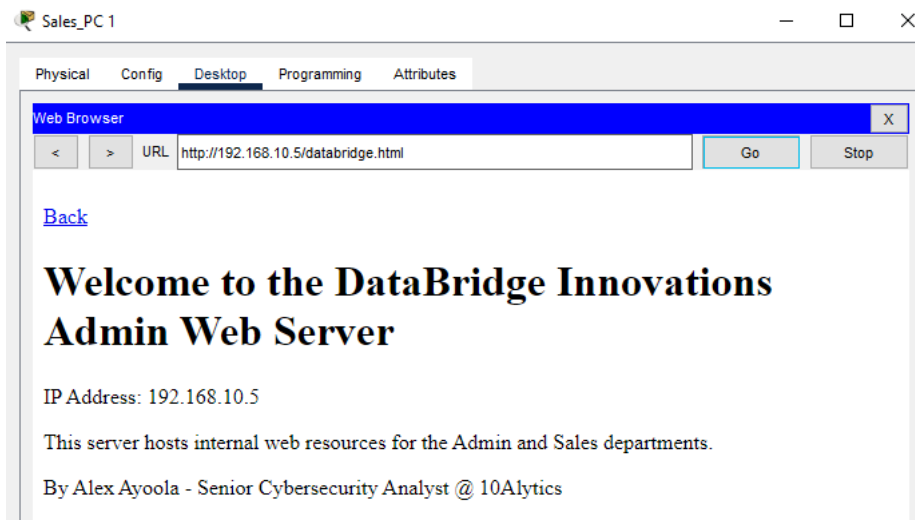 Sales_PC 1
Physical Config Desktop Programming Attributes
Web Browser X
< > URL http://192.168.10.5/databridge.html Go Stop
Back
Welcome to the DataBridge Innovations
Admin Web Server
IP Address: 192.168.10.5
This server hosts internal web resources for the Admin and Sales departments.
By Alex Ayoola - Senior Cybersecurity Analyst @ 10Alytics